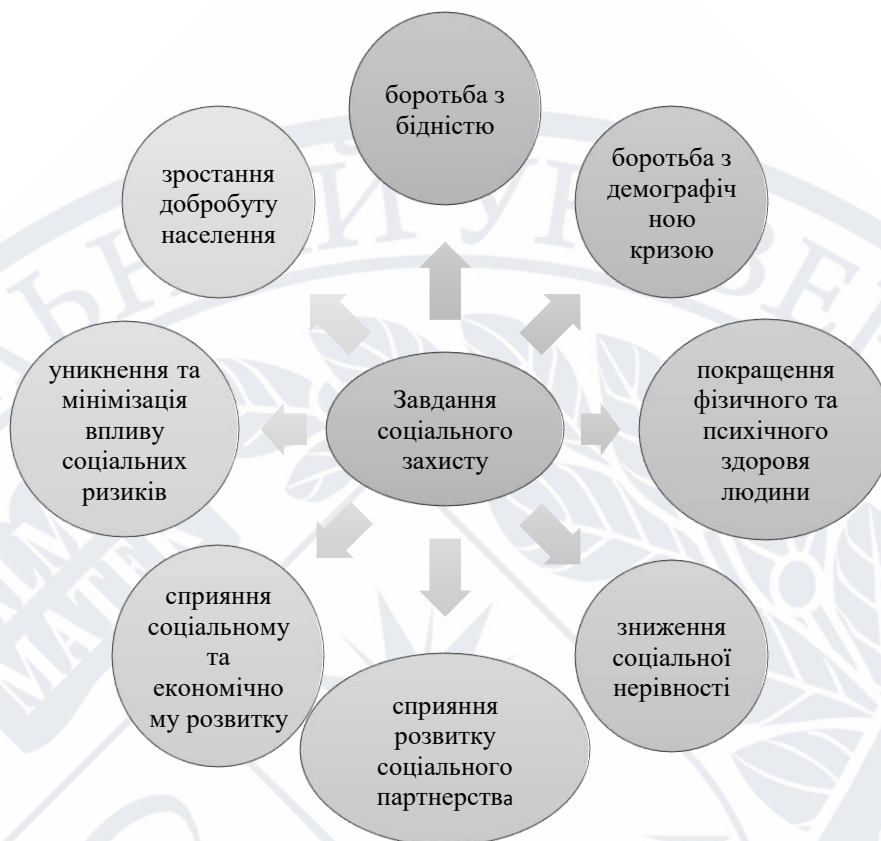 боротьба з
бідністю
боротьба з
демографіч
ною
кризою
покращення
фізичного та
психічного
здоровя
людини
зниження
соціальної
нерівності
сприяння
розвитку
соціального
партнерства
сприяння
соціальному
та
економічно
му розвитку
уникнення та
мінімізація
впливу
соціальних
ризиків
зростання
добробуту
населення
Завдання
соціального
захисту